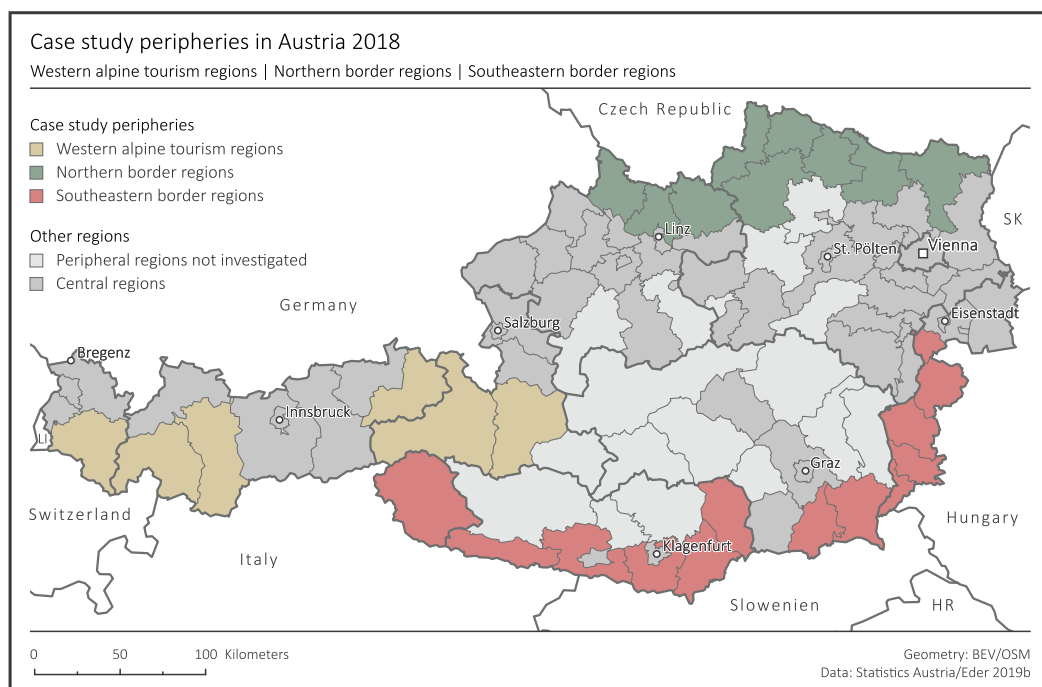 Case study peripheries in Austria 2018
Western alpine tourism regions | Northern border regions | Southeastern border regions
Case study peripheries
Western alpine tourism regions
Northern border regions
Southeastern border regions
Other regions
Peripheral regions not investigated
Central regions
Czech Republic
SK
Linz
St. Pölten
Vienna
Germany
Salzburg
Eisenstadt
Bregenz
Innsbruck
LI
Graz
Switzerland
Hungary
Italy
Klagenfurt
Slowenien
HR
0 50 100 Kilometers
Geometry: BEV/OSM
Data: Statistics Austria/Eder 2019b